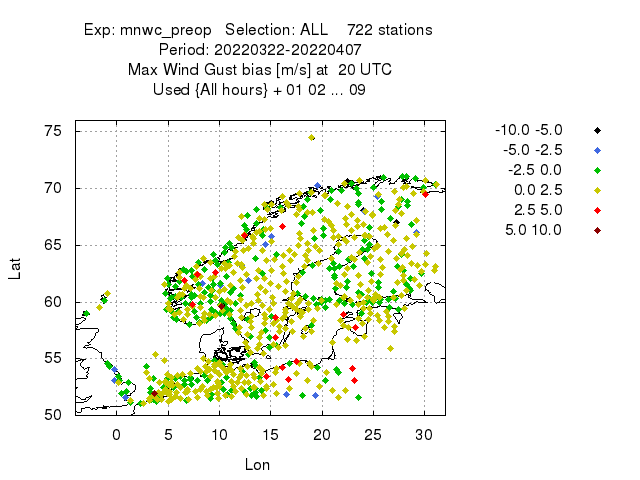 Exp: mnwc_preop   Selection: ALL    722 stations
Period: 20220322-20220407
Max Wind Gust bias [m/s] at  20 UTC
Used {All hours} + 01 02 ... 09
-10.0 -5.0
-5.0 -2.5
-2.5 0.0
0.0 2.5
2.5 5.0
5.0 10.0
75
70
65
60
55
50
Lat
0 5 10 15 20 25 30
Lon